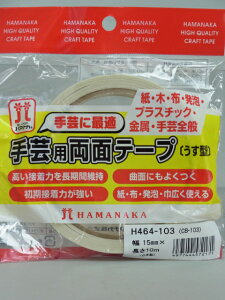 HAMANAKA
HIGH QUALITY
CRAFT TAPE
HAMANAKA
HIGH QUALITY
CRAFT TAPE
HAMANAKA
HIGH QUALITY
CRAFT TAPE
手芸に最適
紙・木・布・発泡・
プラスチック・
金属・手芸全般
手芸用両面テープ〔うす型〕
高い接着力を長期間維持
曲面にもよくつく
初期接着力が強い
紙・布・発泡・巾広く使える
HAMANAKA
H464-103 (CB-103)
幅 15mm×
長さ10m